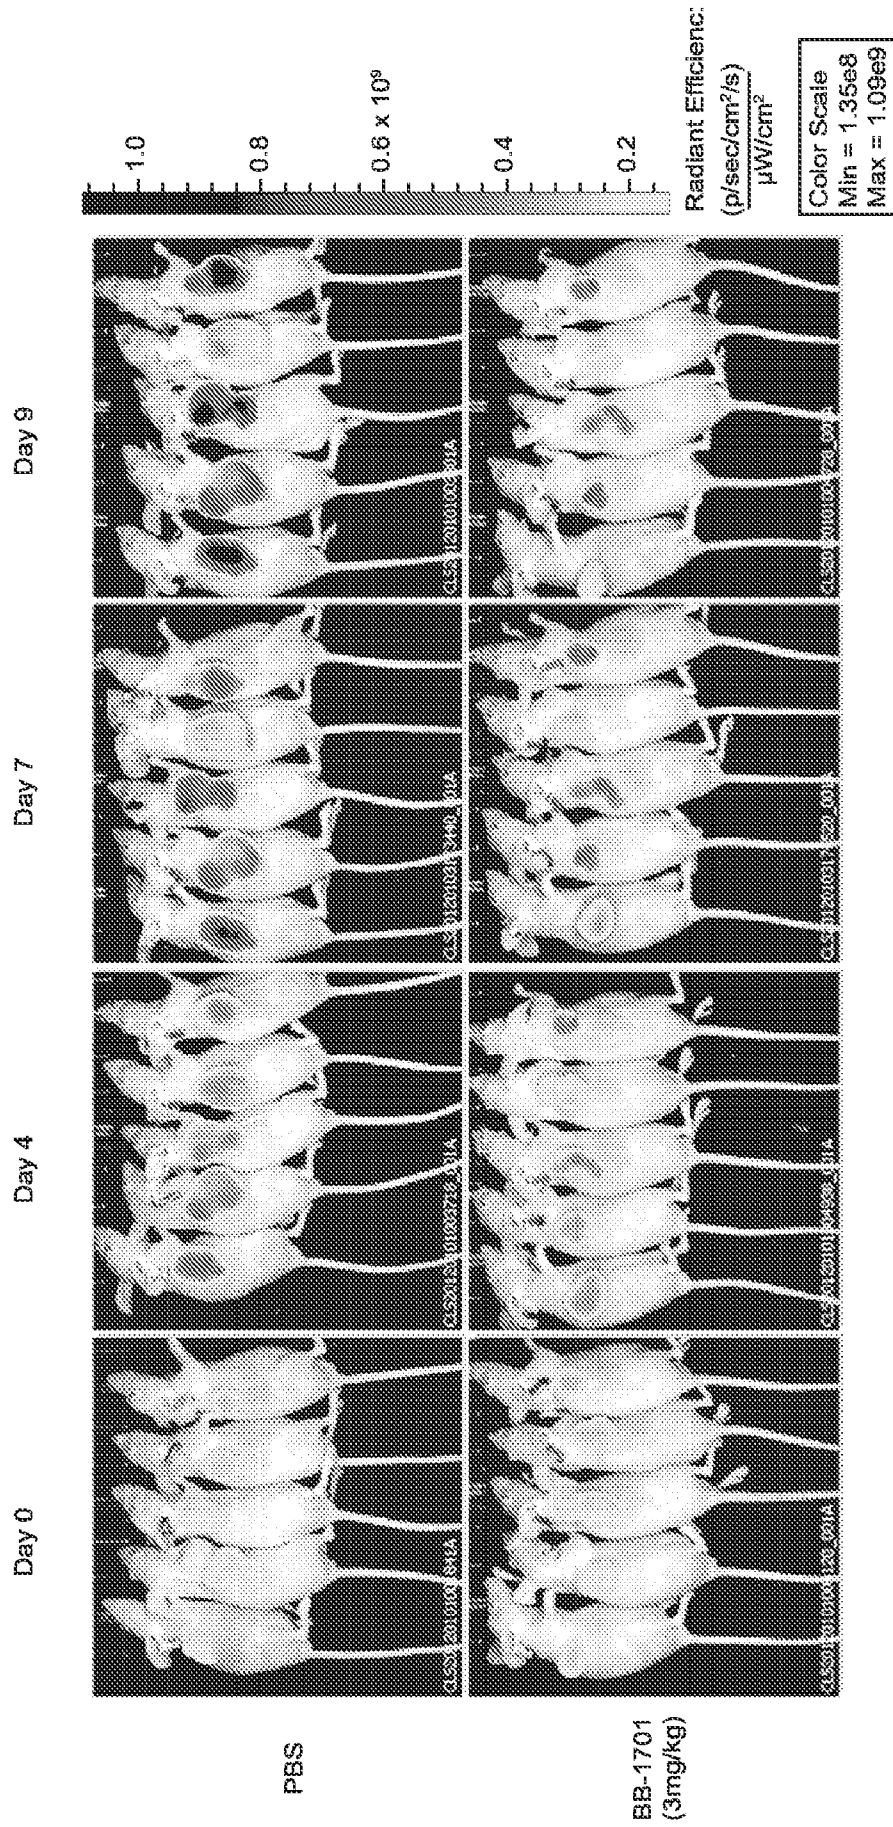 Day 0
Day 4
Day 7
Day 9
PBS
BB-1701
(3mg/kg)
1.0
0.8
0.6 x 10⁹
0.4
0.2
Radiant Efficienc
(p/sec/cm²/s)
µW/cm²
Color Scale
Min = 1.35e8
Max = 1.09e9